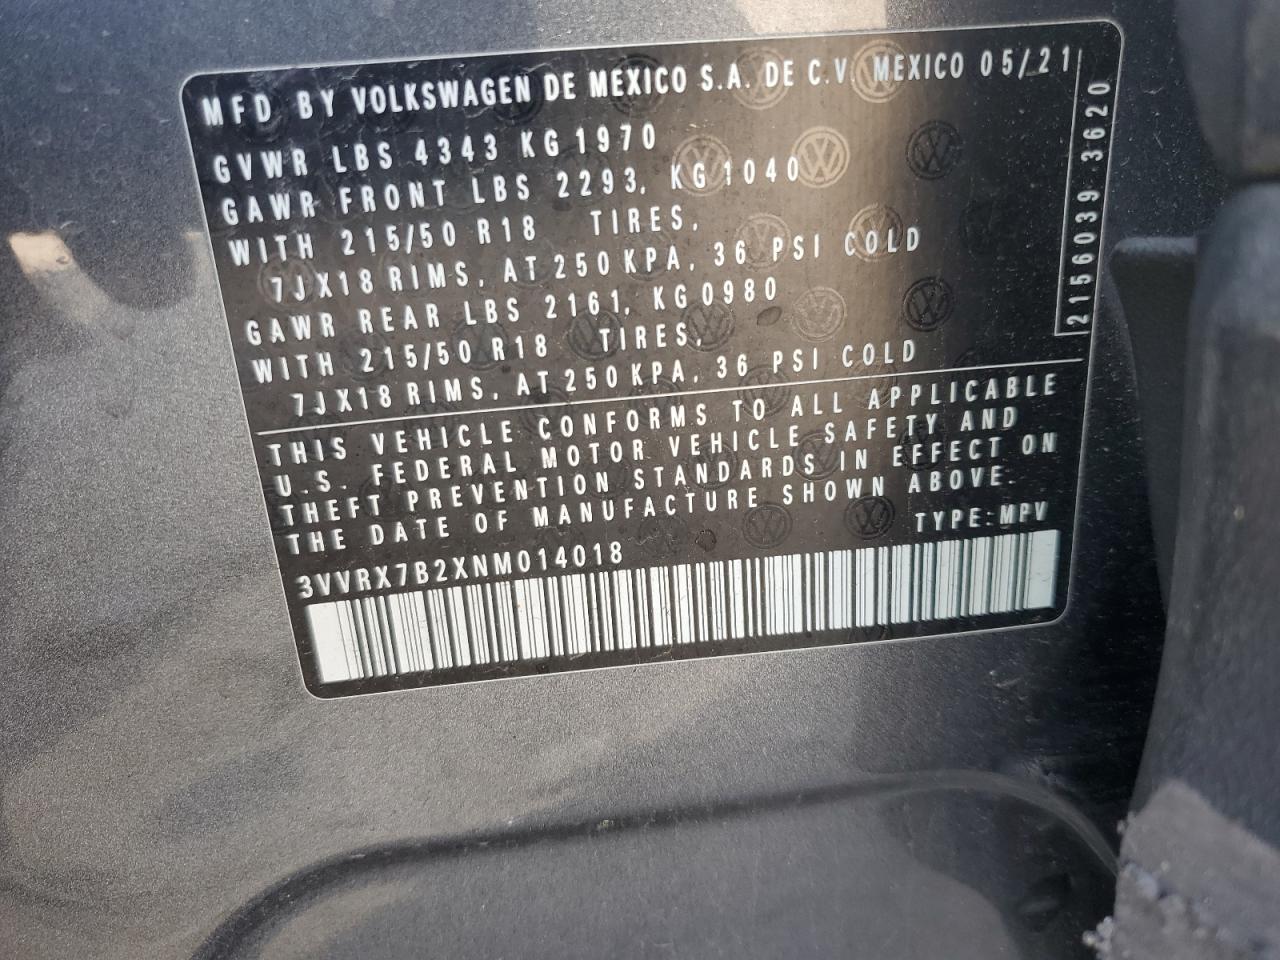 MFD BY VOLKSWAGEN DE MEXICO S.A. DE C.V. MEXICO 05/21
GVWR LBS 4343 KG 1970
GAWR FRONT LBS 2293, KG 1040
WITH 215/50 R18 TIRES,
7JX18 RIMS, AT 250 KPA, 36 PSI COLD
GAWR REAR LBS 2161, KG 0980
WITH 215/50 R18 TIRES,
7JX18 RIMS, AT 250 KPA, 36 PSI COLD
2156039 3620
THIS VEHICLE CONFORMS TO ALL APPLICABLE
U.S. FEDERAL MOTOR VEHICLE SAFETY AND
THEFT PREVENTION STANDARDS IN EFFECT ON
THE DATE OF MANUFACTURE SHOWN ABOVE.
TYPE: MPV
3VVRX7B2XNM014018